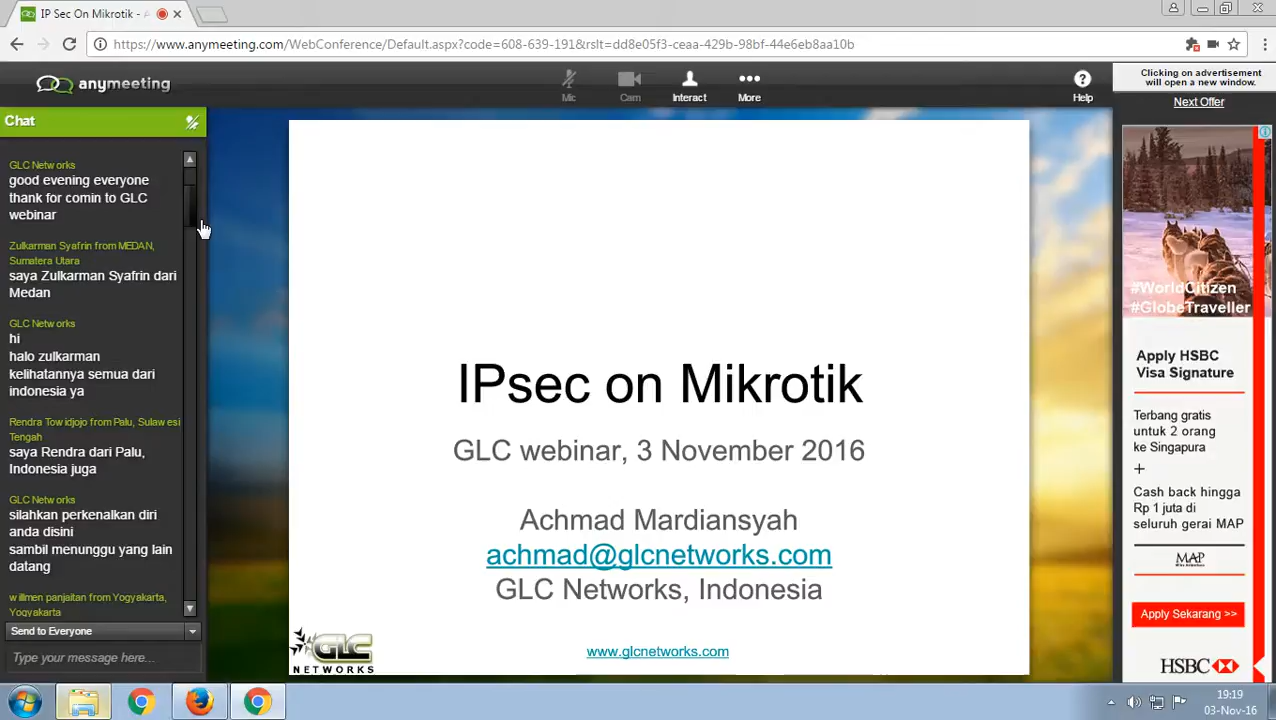 IP Sec On Mikrotik -
https://www.anymeeting.com/WebConference/Default.aspx?code=608-639-191&rslt=dd8e05f3-ceaa-429b-98bf-44e6eb8aa10b
anymeeting
Mic
Cam
Interact
More
Help
Clicking on advertisement
will open a new window.
Next Offer
Chat
GLC Networks
good evening everyone
thank for comin to GLC
webinar
Zulkarman Syafrin from MEDAN,
Sumatera Utara
saya Zulkarman Syafrin dari
Medan
GLC Networks
hi
halo zulkarman
kelihatannya semua dari
indonesia ya
Rendra Towidjojo from Palu, Sulawesi
Tengah
saya Rendra dari Palu,
Indonesia juga
GLC Networks
silahkan perkenalkan diri
anda disini
sambil menunggu yang lain
datang
willmen panjaitan from Yogyakarta,
Yogyakarta
Send to Everyone
Type your message here...
IPsec on Mikrotik
GLC webinar, 3 November 2016
Achmad Mardiansyah
achmad@glcnetworks.com
GLC Networks, Indonesia
GLC
NETWORKS
www.glcnetworks.com
#WorldCitizen
#GlobeTraveller
Apply HSBC
Visa Signature
Terbang gratis
untuk 2 orang
ke Singapura
+
Cash back hingga
Rp 1 juta di
seluruh gerai MAP
MAP
Apply Sekarang >>
HSBC
19:19
03-Nov-16